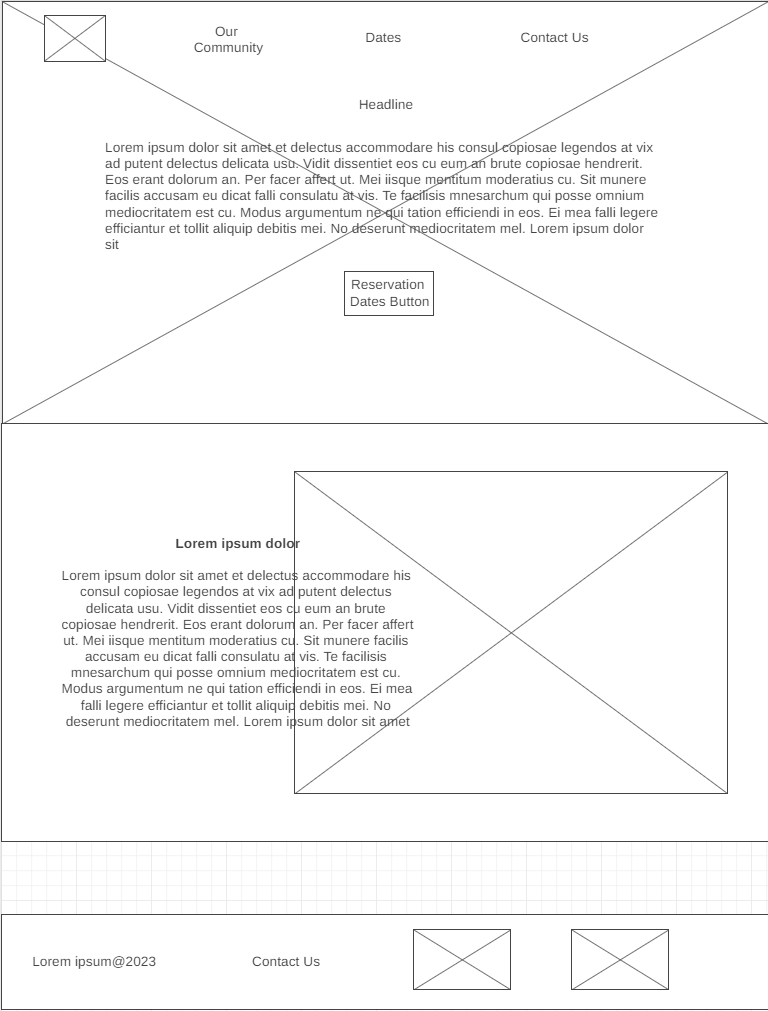 Our
Community
Dates
Contact Us
Headline
Lorem ipsum dolor sit amet et delectus accommodare his consul copiosae legendos at vix
ad putent delectus delicata usu. Vidit dissentiet eos cu eum an brute copiosae hendrerit.
Eos erant dolorum an. Per facer affert ut. Mei iisque mentitum moderatius cu. Sit munere
facilis accusam eu dicat falli consulatu at vis. Te facilisis mnesarchum qui posse omnium
mediocritatem est cu. Modus argumentum ne qui tation efficiendi in eos. Ei mea falli legere
efficiantur et tollit aliquip debitis mei. No deserunt mediocritatem mel. Lorem ipsum dolor
sit
Reservation
Dates Button
Lorem ipsum dolor
Lorem ipsum dolor sit amet et delectus accommodare his
consul copiosae legendos at vix ad putent delectus
delicata usu. Vidit dissentiet eos cu eum an brute
copiosae hendrerit. Eos erant dolorum an. Per facer affert
ut. Mei iisque mentitum moderatius cu. Sit munere facilis
accusam eu dicat falli consulatu at vis. Te facilisis
mnesarchum qui posse omnium mediocritatem est cu.
Modus argumentum ne qui tation efficiendi in eos. Ei mea
falli legere efficiantur et tollit aliquip debitis mei. No
deserunt mediocritatem mel. Lorem ipsum dolor sit amet
Lorem ipsum@2023
Contact Us